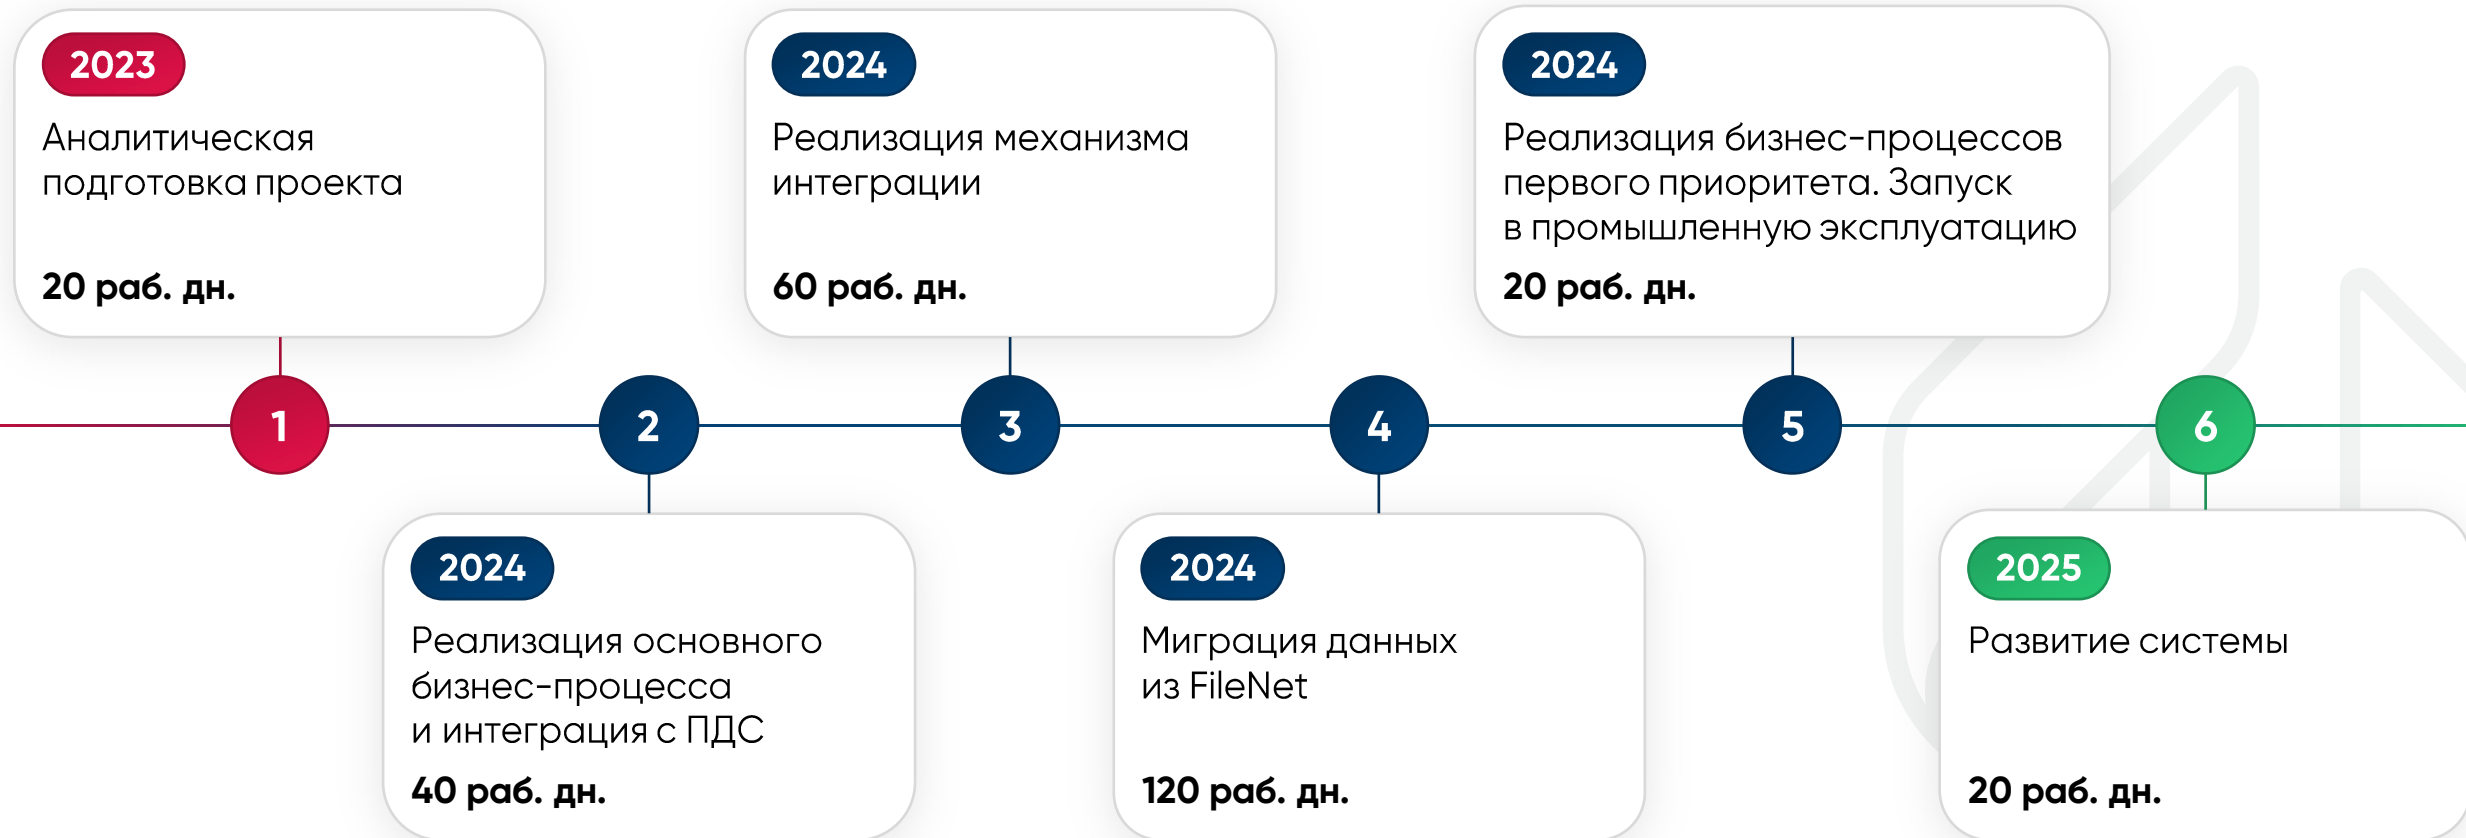 2023
Аналитическая
подготовка проекта
20 раб. дн.
2024
Реализация механизма
интеграции
60 раб. дн.
2024
Реализация бизнес-процессов
первого приоритета. Запуск
в промышленную эксплуатацию
20 раб. дн.
1
2
3
4
5
6
2024
Реализация основного
бизнес-процесса
и интеграция с ПДС
40 раб. дн.
2024
Миграция данных
из FileNet
120 раб. дн.
2025
Развитие системы
20 раб. дн.